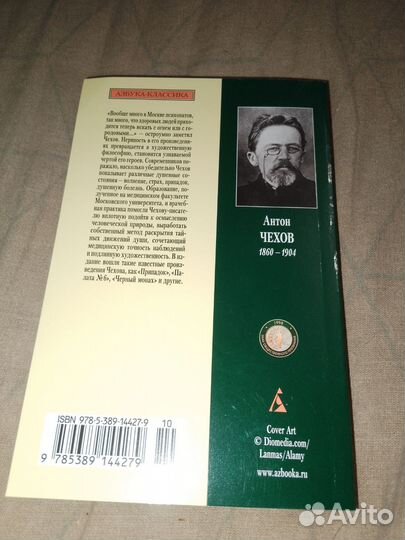 АЗБУКА-КЛАССИКА
«Вообще много в Москве психопатов,
так много, что здоровых людей прихо-
дится теперь искать с огнем или с го-
родовыми...» — остроумно заметил
Чехов. Нервность в его произведени-
ях превращается в художественную
философию, становится узнаваемой
чертой его героев. Современников по-
ражало, насколько убедительно Чехов
показывает различные душевные со-
стояния — волнение, страх, припадок,
душевную болезнь. Образование, по-
лученное на медицинском факультете
Московского университета, и врачеб-
ная практика помогли Чехову-писате-
лю вплотную подойти к осмыслению
человеческой природы, выработать
собственный метод раскрытия тай-
ных движений души, сочетающий
медицинскую точность наблюдений
и подлинную художественность. В из-
дание вошли такие известные произ-
ведения Чехова, как «Припадок», «Па-
лата № 6», «Черный монах» и другие.
Антон
ЧЕХОВ
1860 – 1904
ISBN 978-5-389-14427-9
10
9 785389 144279
Cover Art
© Diomedia.com/
Lanmas/Alamy
www.azbooka.ru
Avito